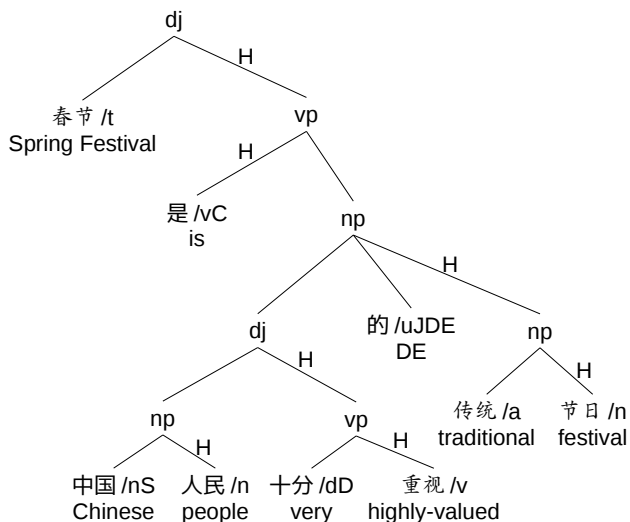 dj
H
春节 /t
Spring Festival
vp
H
是 /vC
is
np
H
dj
的 /uJDE
DE
np
H
H
np
vp
传统 /a
traditional
节日 /n
festival
H
H
中国 /nS
Chinese
人民 /n
people
十分 /dD
very
重视 /v
highly-valued